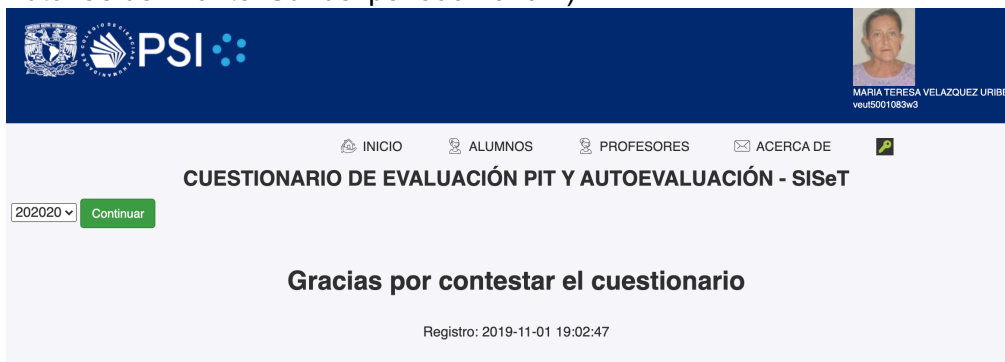 PSI
MARIA TERESA VELAZQUEZ URIBE
veut5001083w3
INICIO
ALUMNOS
PROFESORES
ACERCA DE
CUESTIONARIO DE EVALUACIÓN PIT Y AUTOEVALUACIÓN - SISeT
202020
Continuar
Gracias por contestar el cuestionario
Registro: 2019-11-01 19:02:47